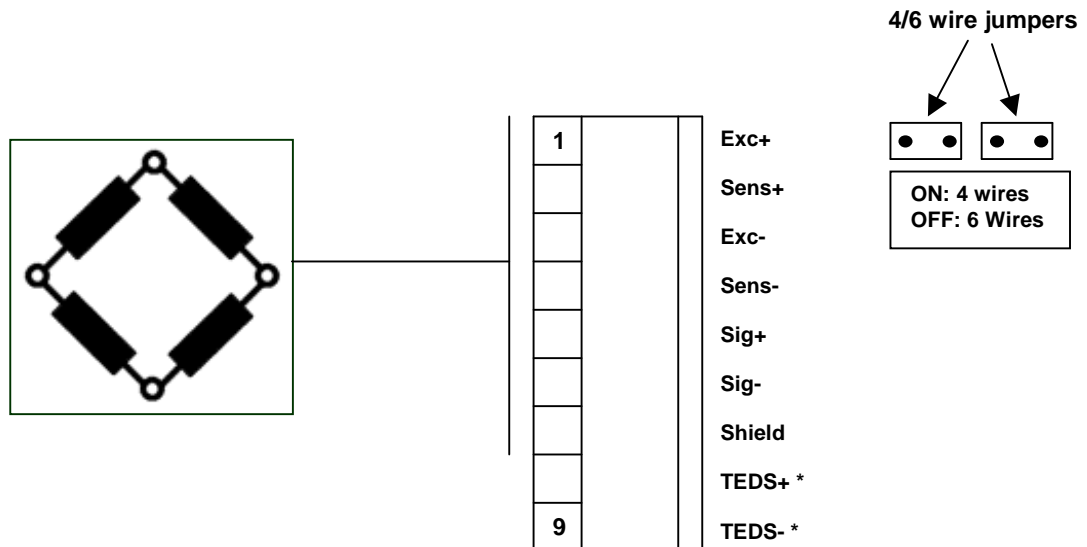 4/6 wire jumpers
1
Exc+
Sens+
ON: 4 wires
OFF: 6 Wires
Exc-
Sens-
Sig+
Sig-
Shield
TEDS+ *
9
TEDS- *